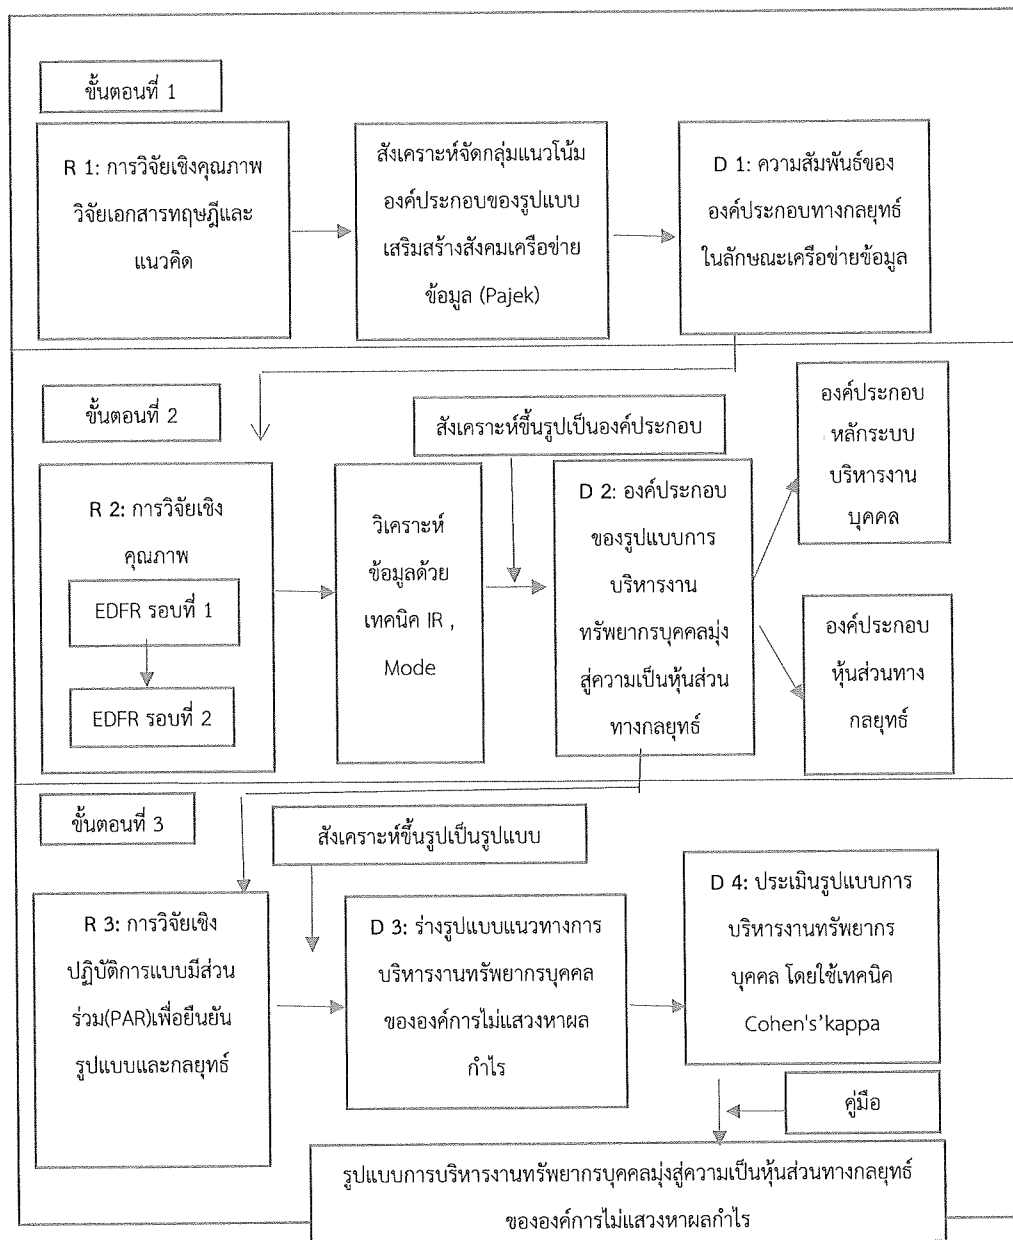 ขั้นตอนที่ 1
R 1: การวิจัยเชิงคุณภาพ
วิจัยเอกสารทฤษฎีและ
แนวคิด
สังเคราะห์จัดกลุ่มแนวโน้ม
องค์ประกอบของรูปแบบ
เสริมสร้างสังคมเครือข่าย
ข้อมูล (Pajek)
D 1: ความสัมพันธ์ของ
องค์ประกอบทางกลยุทธ์
ในลักษณะเครือข่ายข้อมูล
ขั้นตอนที่ 2
R 2: การวิจัยเชิง
คุณภาพ
EDFR รอบที่ 1
EDFR รอบที่ 2
วิเคราะห์
ข้อมูลด้วย
เทคนิค IR ,
Mode
สังเคราะห์ขึ้นรูปเป็นองค์ประกอบ
D 2: องค์ประกอบ
ของรูปแบบการ
บริหารงาน
ทรัพยากรบุคคลมุ่ง
สู่ความเป็นหุ้นส่วน
ทางกลยุทธ์
องค์ประกอบ
หลักระบบ
บริหารงาน
บุคคล
องค์ประกอบ
หุ้นส่วนทาง
กลยุทธ์
ขั้นตอนที่ 3
สังเคราะห์ขึ้นรูปเป็นรูปแบบ
R 3: การวิจัยเชิง
ปฏิบัติการแบบมีส่วน
ร่วม(PAR)เพื่อยืนยัน
รูปแบบและกลยุทธ์
D 3: ร่างรูปแบบแนวทางการ
บริหารงานทรัพยากรบุคคล
ขององค์การไม่แสวงหาผล
กำไร
D 4: ประเมินรูปแบบการ
บริหารงานทรัพยากร
บุคคล โดยใช้เทคนิค
Cohen's'kappa
คู่มือ
รูปแบบการบริหารงานทรัพยากรบุคคลมุ่งสู่ความเป็นหุ้นส่วนทางกลยุทธ์
ขององค์การไม่แสวงหาผลกำไร